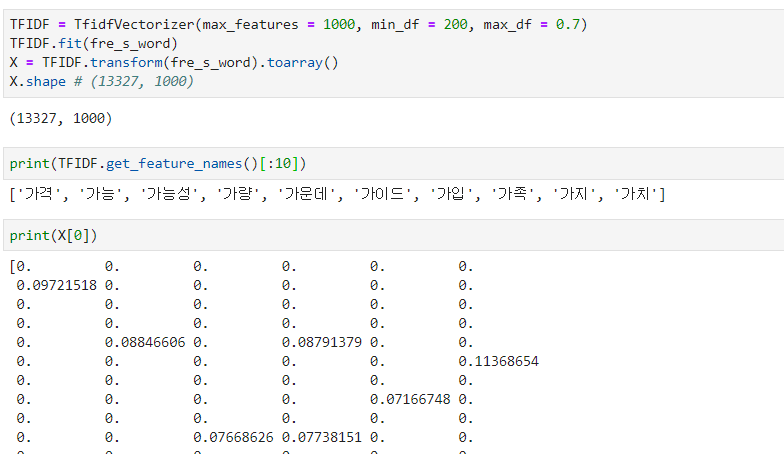 TFIDF = TfidfVectorizer(max_features = 1000, min_df = 200, max_df = 0.7)
TFIDF.fit(fre_s_word)
X = TFIDF.transform(fre_s_word).toarray()
X.shape # (13327, 1000)
(13327, 1000)
print(TFIDF.get_feature_names()[:10])
['가격', '가능', '가능성', '가량', '가운데', '가이드', '가입', '가족', '가지', '가치']
print(X[0])
[0. 0. 0. 0. 0. 0.
0.09721518 0. 0. 0. 0. 0.
0. 0. 0. 0. 0. 0.
0. 0. 0. 0. 0. 0.
0. 0.08846606 0. 0.08791379 0. 0.
0. 0. 0. 0. 0. 0.11368654
0. 0. 0. 0. 0. 0.
0. 0. 0. 0. 0.07166748 0.
0. 0. 0. 0. 0. 0.
0. 0. 0.07668626 0.07738151 0. 0.